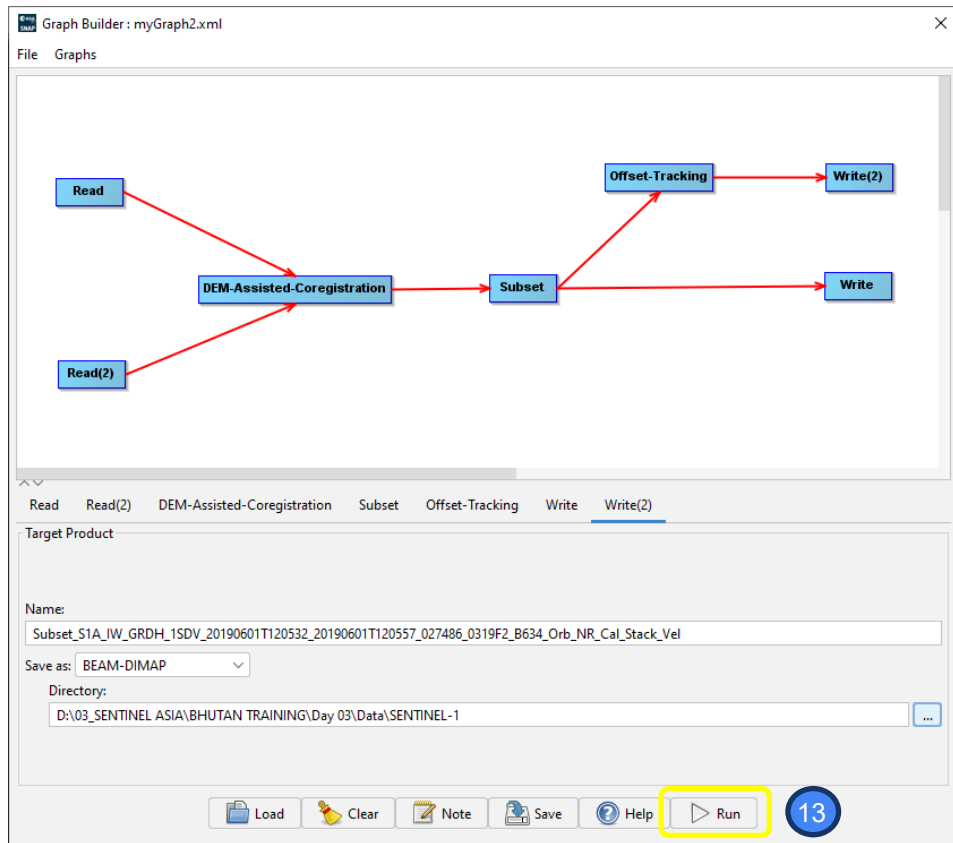 esa
SNAP
Graph Builder : myGraph2.xml
File Graphs
Read
Offset-Tracking
Write(2)
DEM-Assisted-Coregistration
Subset
Write
Read(2)
Read Read(2) DEM-Assisted-Coregistration Subset Offset-Tracking Write Write(2)
Target Product
Name:
Subset_S1A_IW_GRDH_1SDV_20190601T120532_20190601T120557_027486_0319F2_B634_Orb_NR_Cal_Stack_Vel
Save as: BEAM-DIMAP
Directory:
D:\03_SENTINEL ASIA\BHUTAN TRAINING\Day 03\Data\SENTINEL-1
...
Load Clear Note Save Help Run 13